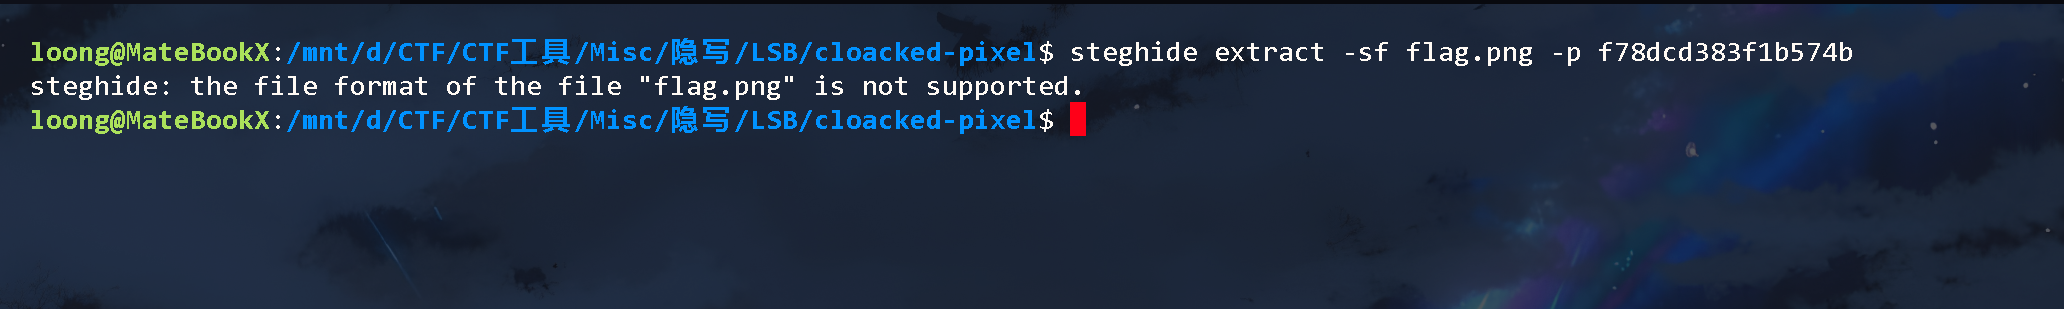 loong@MateBookX:/mnt/d/CTF/CTF工具/Misc/隐写/LSB/cloacked-pixel$ steghide extract -sf flag.png -p f78dcd383f1b574b
steghide: the file format of the file "flag.png" is not supported.
loong@MateBookX:/mnt/d/CTF/CTF工具/Misc/隐写/LSB/cloacked-pixel$